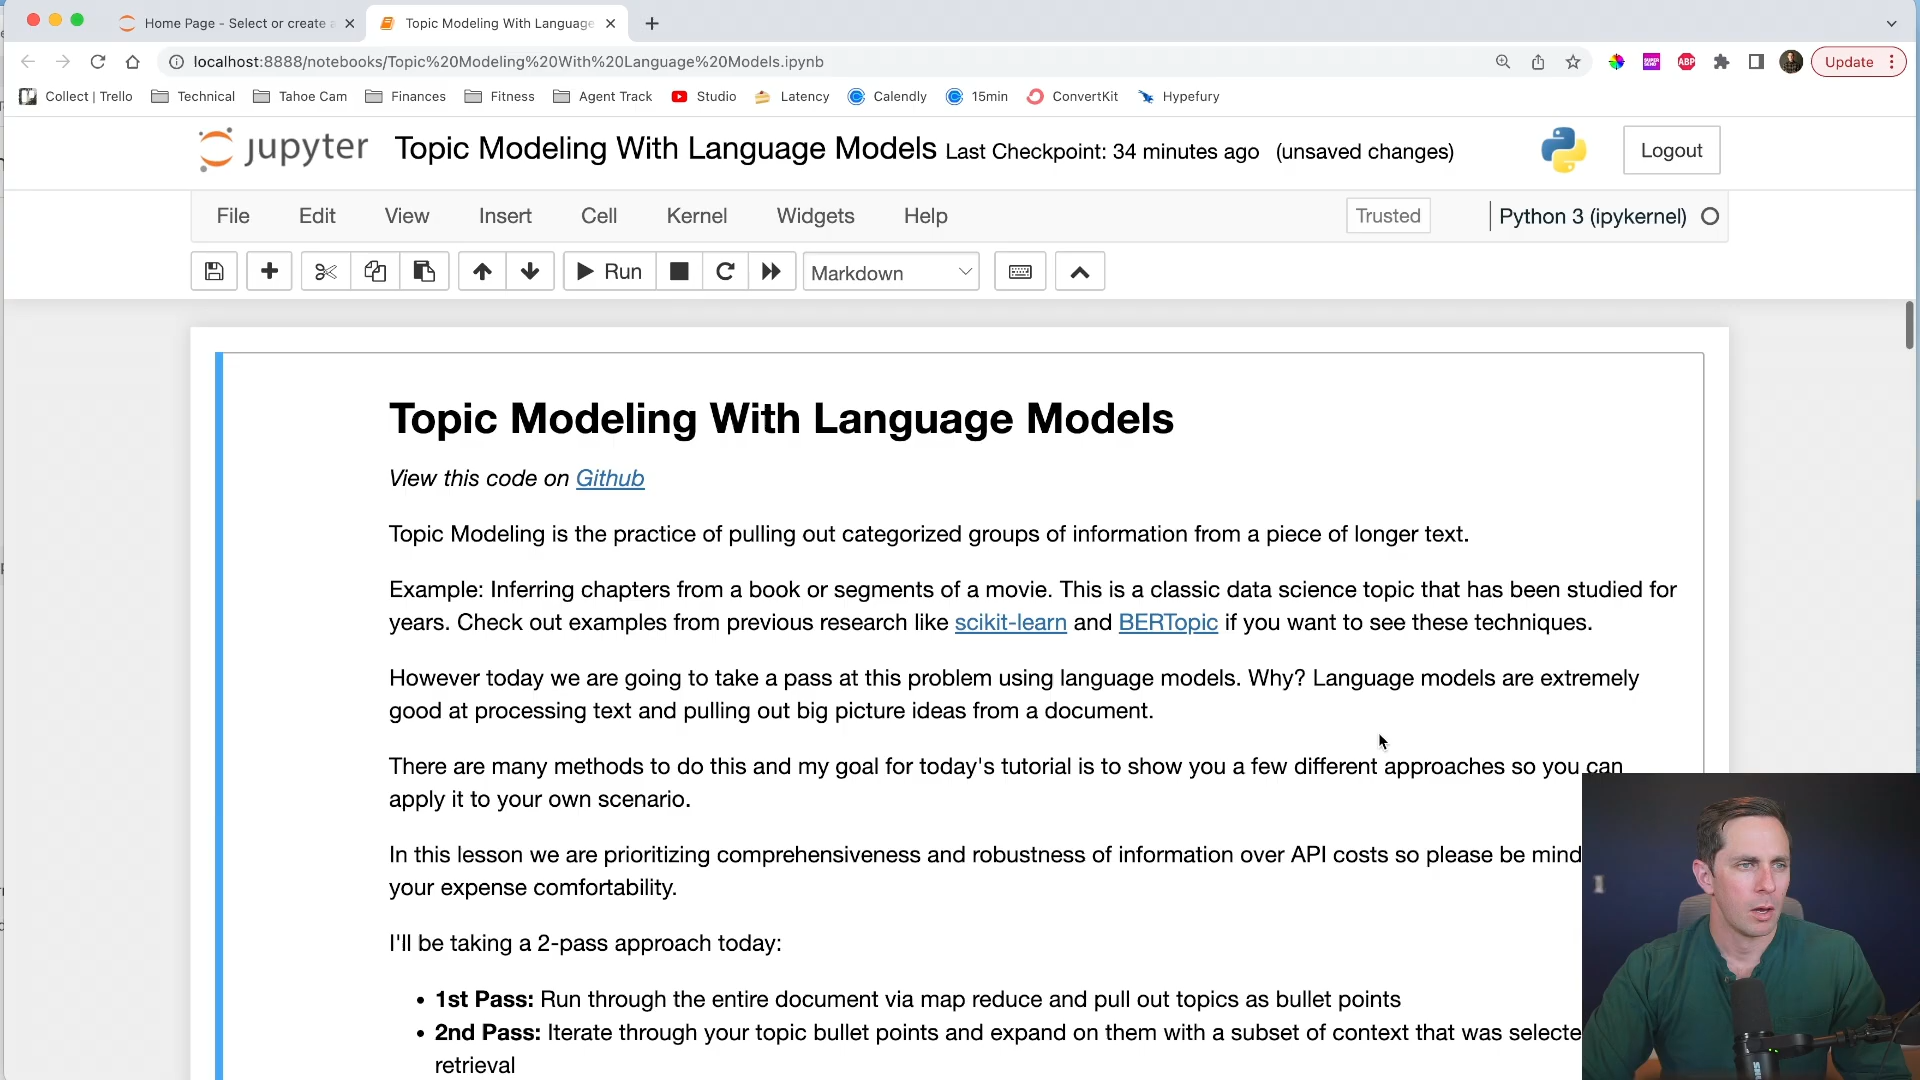 Home Page - Select or create a
Topic Modeling With Language
localhost:8888/notebooks/Topic%20Modeling%20With%20Language%20Models.ipynb
ABP
Update
Collect | Trello
Technical
Tahoe Cam
Finances
Fitness
Agent Track
Studio
Latency
Calendly
15min
ConvertKit
Hypefury
jupyter
Topic Modeling With Language Models Last Checkpoint: 34 minutes ago (unsaved changes)
Logout
File
Edit
View
Insert
Cell
Kernel
Widgets
Help
Trusted
Python 3 (ipykernel)
Run
Markdown
Topic Modeling With Language Models
View this code on Github
Topic Modeling is the practice of pulling out categorized groups of information from a piece of longer text.
Example: Inferring chapters from a book or segments of a movie. This is a classic data science topic that has been studied for
years. Check out examples from previous research like scikit-learn and BERTopic if you want to see these techniques.
However today we are going to take a pass at this problem using language models. Why? Language models are extremely
good at processing text and pulling out big picture ideas from a document.
There are many methods to do this and my goal for today's tutorial is to show you a few different approaches so you can
apply it to your own scenario.
In this lesson we are prioritizing comprehensiveness and robustness of information over API costs so please be mind
your expense comfortability.
I'll be taking a 2-pass approach today:
• 1st Pass: Run through the entire document via map reduce and pull out topics as bullet points
• 2nd Pass: Iterate through your topic bullet points and expand on them with a subset of context that was selecte
retrieval